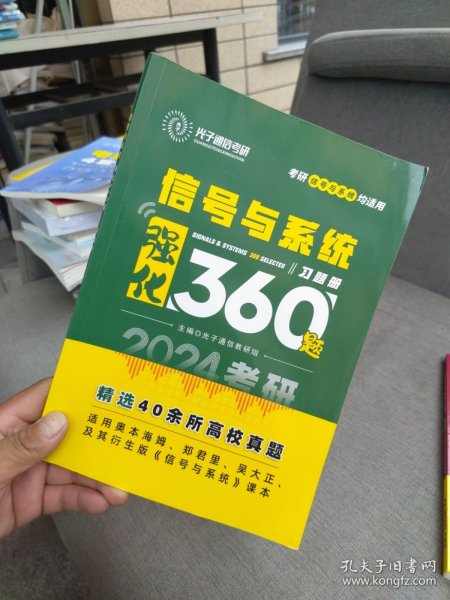 光子通信考研
GUANGZITONGXINKAOYAN
考研信号与系统均适用
信号与系统
SIGNALS & SYSTEMS 360 SELECTED
习题册
强化
360题
主编◎光子通信教研组
2024考研
精选40余所高校真题
适用奥本海姆、郑君里、吴大正、
及其衍生版《信号与系统》课本
孔夫子旧书网
www.kongfz.com